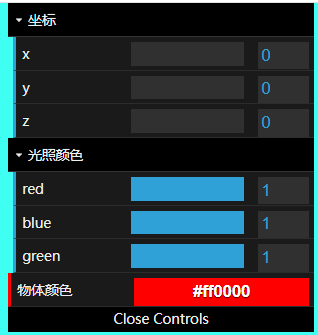 坐标
x 0
y 0
z 0
光照颜色
red 1
blue 1
green 1
物体颜色 #ff0000
Close Controls